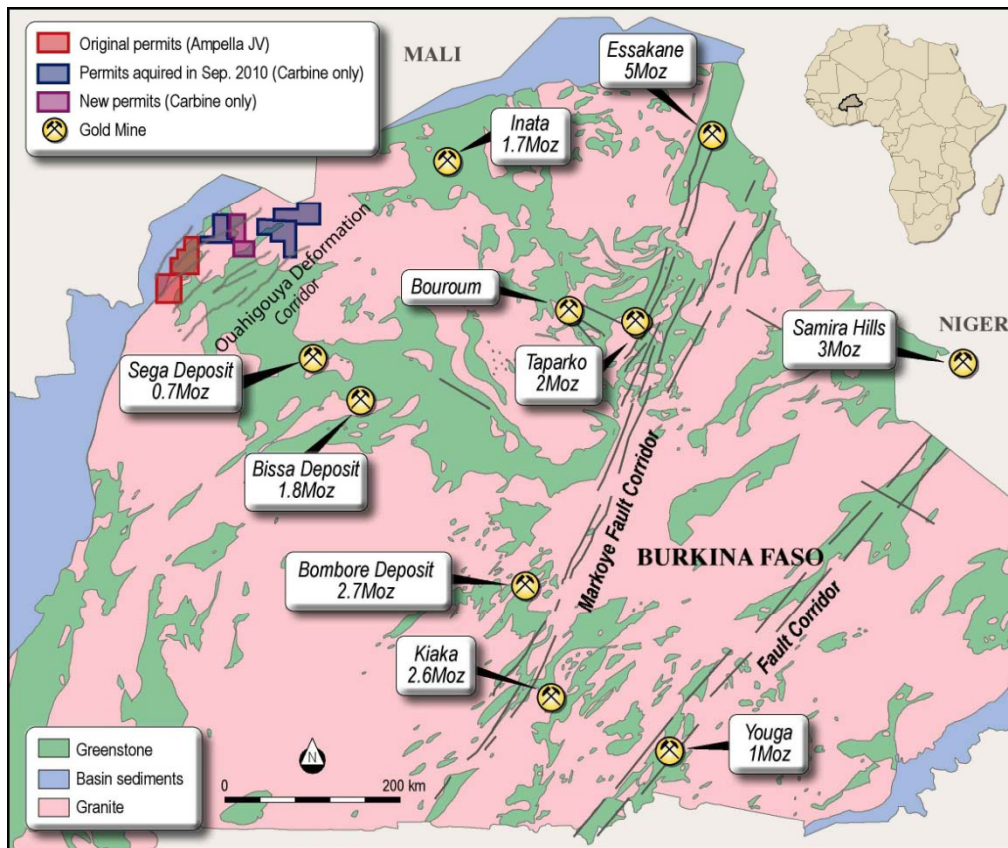 Original permits (Ampella JV)
Permits aquired in Sep. 2010 (Carbine only)
New permits (Carbine only)
Gold Mine
MALI
Essakane
5Moz
Inata
1.7Moz
Ouahigouya Deformation
Corridor
Bouroum
Taparko
2Moz
Samira Hills
3Moz
NIGER
Sega Deposit
0.7Moz
Bissa Deposit
1.8Moz
Markoye Fault Corridor
BURKINA FASO
Bombore Deposit
2.7Moz
Fault Corridor
Kiaka
2.6Moz
Youga
1Moz
Greenstone
Basin sediments
Granite
N
0
200 km